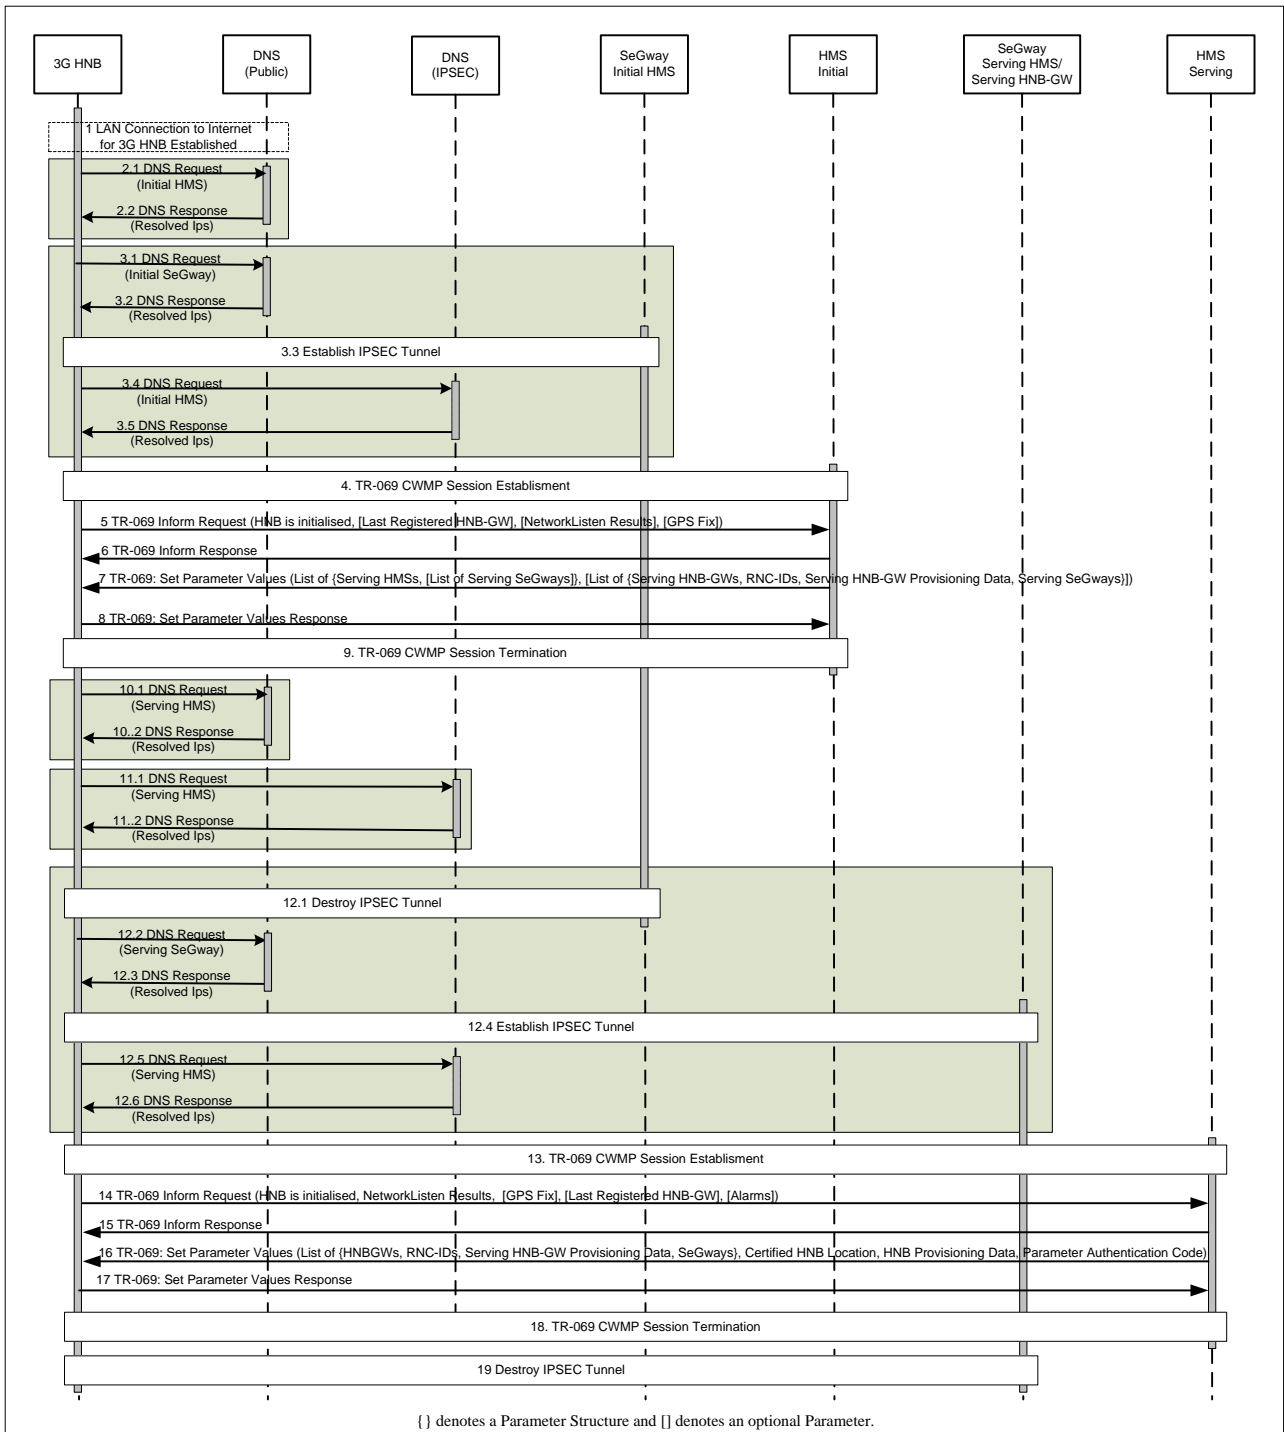 3G HNB
DNS
(Public)
DNS
(IPSEC)
SeGway
Initial HMS
HMS
Initial
SeGway
Serving HMS/
Serving HNB-GW
HMS
Serving
1 LAN Connection to Internet
for 3G HNB Established
2.1 DNS Request
(Initial HMS)
2.2 DNS Response
(Resolved Ips)
3.1 DNS Request
(Initial SeGway)
3.2 DNS Response
(Resolved Ips)
3.3 Establish IPSEC Tunnel
3.4 DNS Request
(Initial HMS)
3.5 DNS Response
(Resolved Ips)
4. TR-069 CWMP Session Establisment
5 TR-069 Inform Request (HNB is initialised, [Last Registered HNB-GW], [NetworkListen Results], [GPS Fix])
6 TR-069 Inform Response
7 TR-069: Set Parameter Values (List of {Serving HMSs, [List of Serving SeGways]}, [List of {Serving HNB-GWs, RNC-IDs, Serving HNB-GW Provisioning Data, Serving SeGways}])
8 TR-069: Set Parameter Values Response
9. TR-069 CWMP Session Termination
10.1 DNS Request
(Serving HMS)
10..2 DNS Response
(Resolved Ips)
11.1 DNS Request
(Serving HMS)
11..2 DNS Response
(Resolved Ips)
12.1 Destroy IPSEC Tunnel
12.2 DNS Request
(Serving SeGway)
12.3 DNS Response
(Resolved Ips)
12.4 Establish IPSEC Tunnel
12.5 DNS Request
(Serving HMS)
12.6 DNS Response
(Resolved Ips)
13. TR-069 CWMP Session Establisment
14 TR-069 Inform Request (HNB is initialised, NetworkListen Results, [GPS Fix], [Last Registered HNB-GW], [Alarms])
15 TR-069 Inform Response
16 TR-069: Set Parameter Values (List of {HNBGWs, RNC-IDs, Serving HNB-GW Provisioning Data, SeGways}, Certified HNB Location, HNB Provisioning Data, Parameter Authentication Code)
17 TR-069: Set Parameter Values Response
18. TR-069 CWMP Session Termination
19 Destroy IPSEC Tunnel
{} denotes a Parameter Structure and [] denotes an optional Parameter.